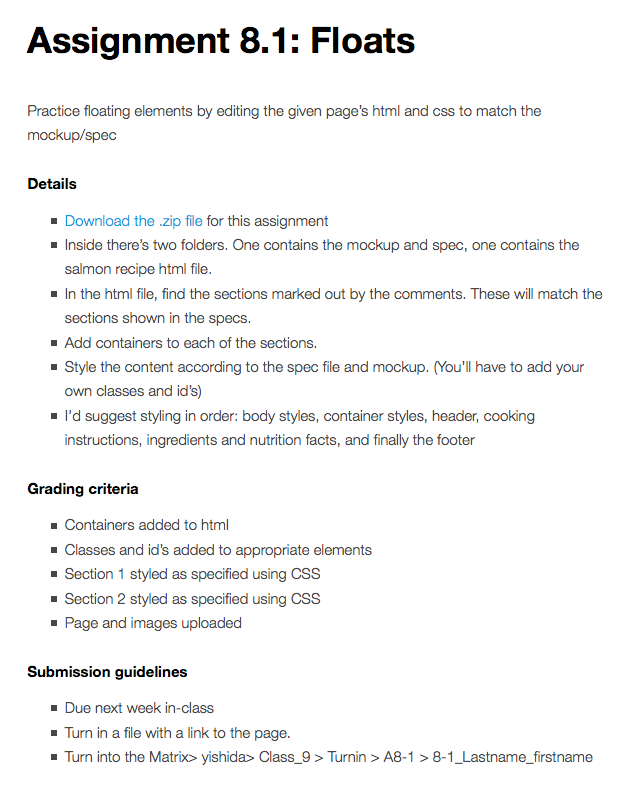 Assignment 8.1: Floats
Practice floating elements by editing the given page's html and css to match the
mockup/spec
Details
Download the .zip file for this assignment
Inside there's two folders. One contains the mockup and spec, one contains the
salmon recipe html file.
In the html file, find the sections marked out by the comments. These will match the
sections shown in the specs.
Add containers to each of the sections.
Style the content according to the spec file and mockup. (You'll have to add your
own classes and id's)
I'd suggest styling in order: body styles, container styles, header, cooking
instructions, ingredients and nutrition facts, and finally the footer
Grading criteria
Containers added to html
Classes and id's added to appropriate elements
Section 1 styled as specified using CSS
Section 2 styled as specified using CSS
Page and images uploaded
Submission guidelines
Due next week in-class
Turn in a file with a link to the page.
Turn into the Matrix> yishida> Class_9 > Turnin > A8-1 > 8-1_Lastname_firstname